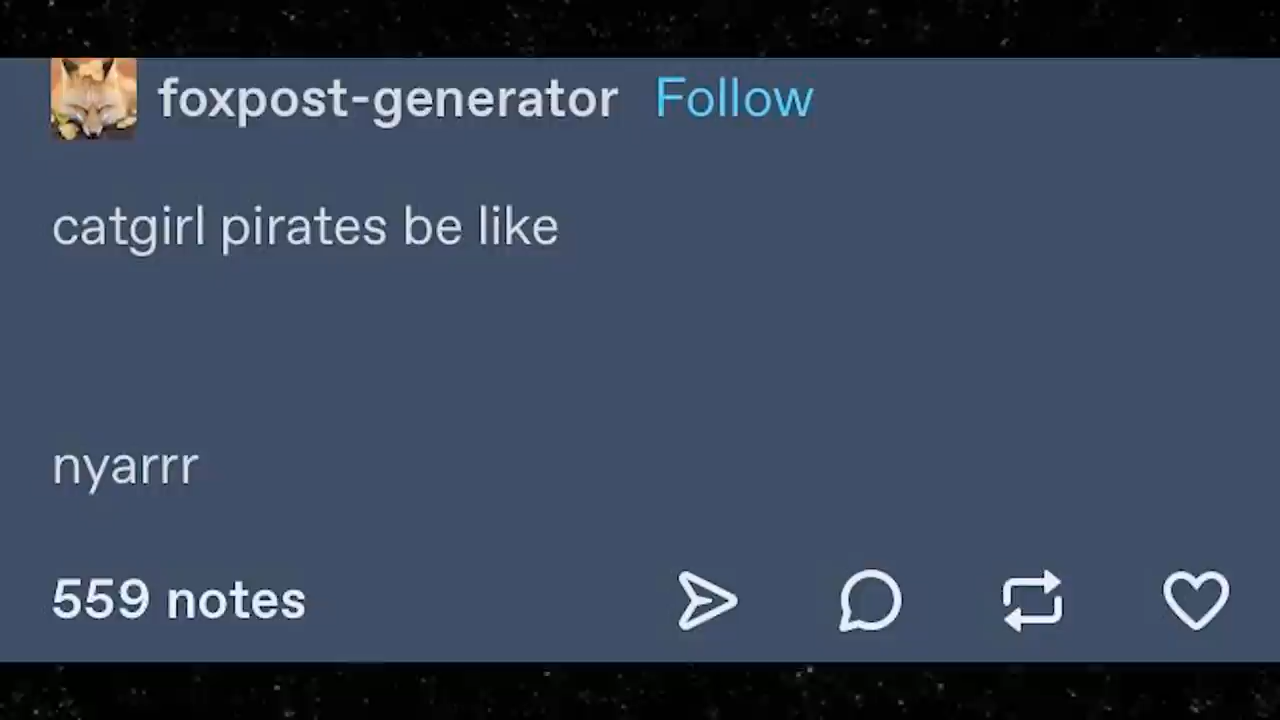 foxpost-generator Follow
catgirl pirates be like
nyarrr
559 notes